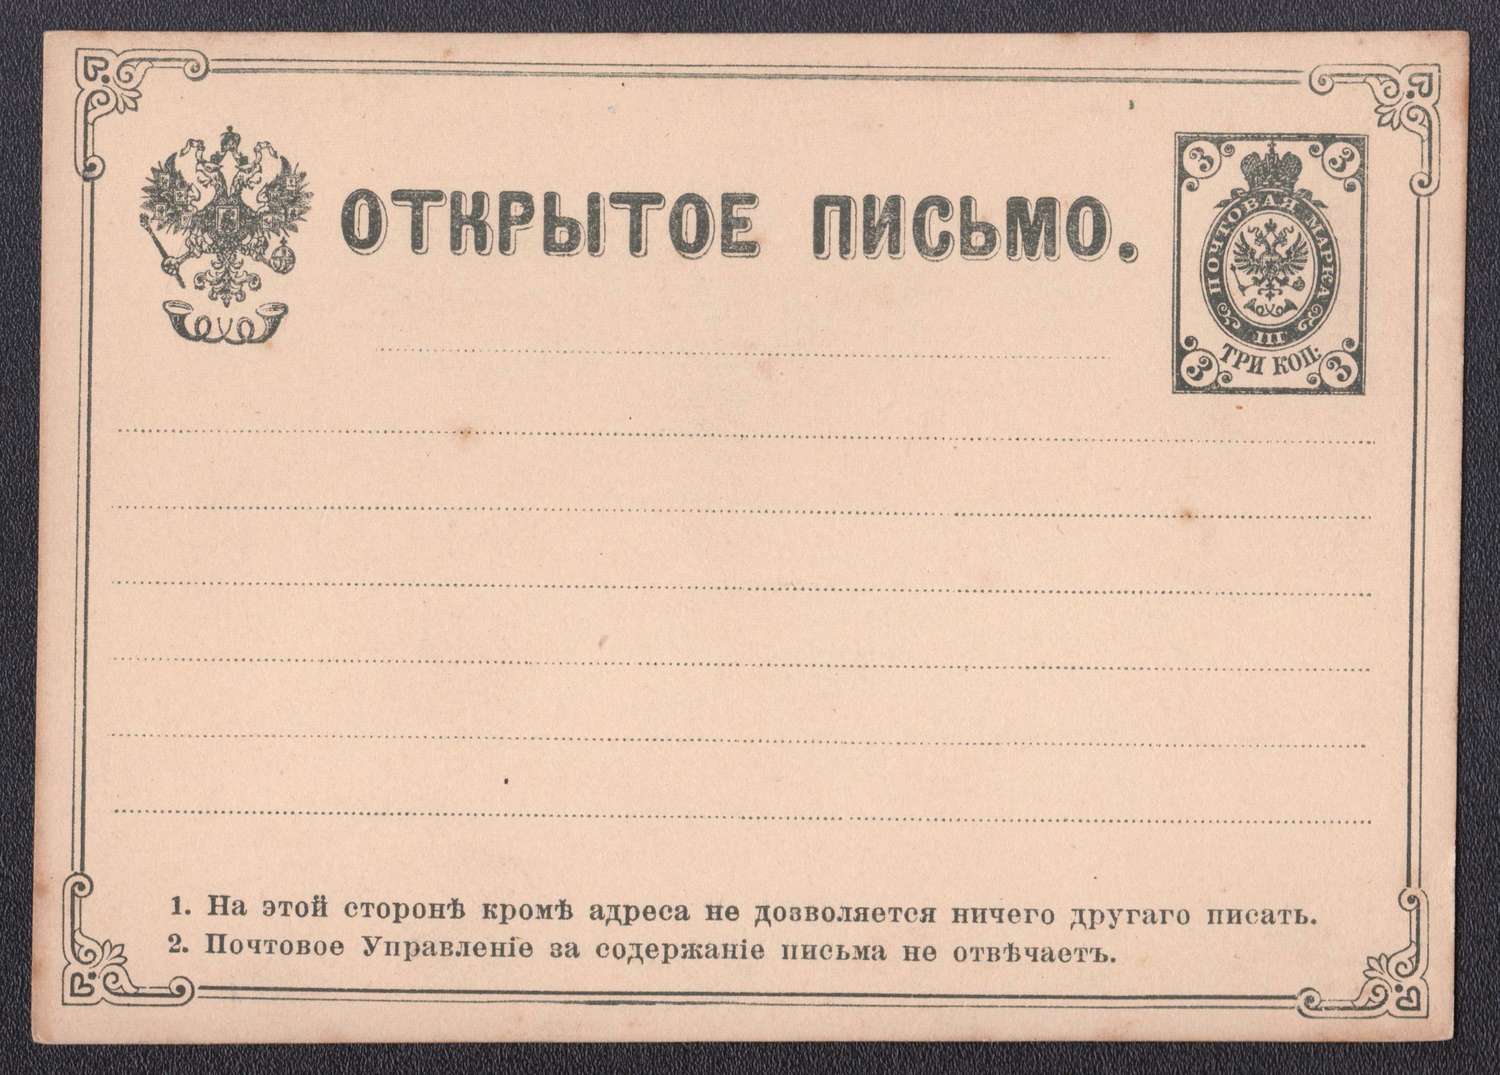 ОТКРЫТОЕ ПИСЬМО.
3 3
ПОЧТОВАЯ МАРКА
ТРИ КОП:
3 3
1. На этой сторонѣ кромѣ адреса не дозволяется ничего другаго писать.
2. Почтовое Управленіе за содержаніе письма не отвѣчаетъ.